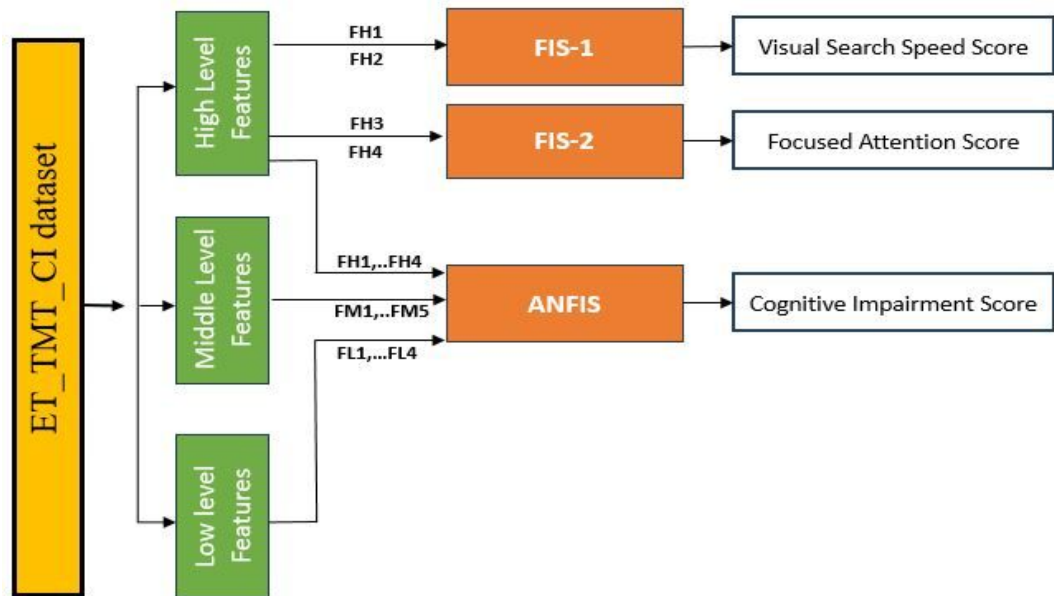 ET_TMT_CI dataset
High Level
Features
FH1
FH2
FIS-1
Visual Search Speed Score
FH3
FH4
FIS-2
Focused Attention Score
Middle Level
Features
FH1,..FH4
FM1,..FM5
FL1,...FL4
ANFIS
Cognitive Impairment Score
Low level
Features